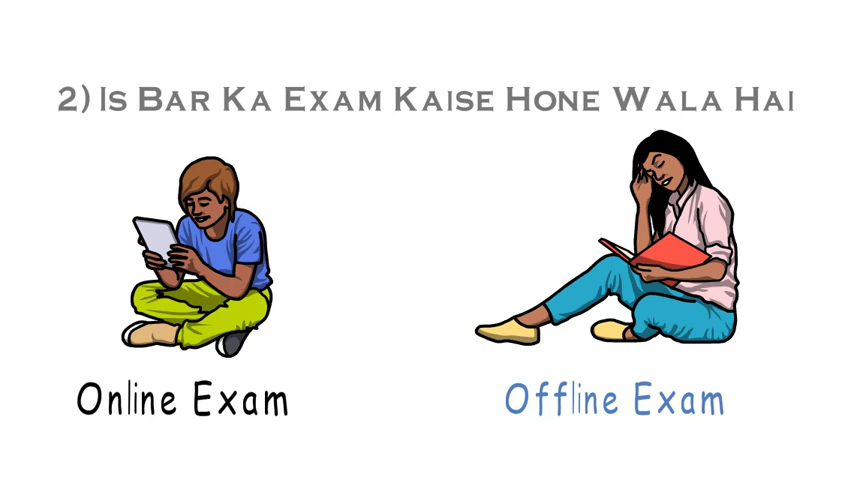 2) Is Bar Ka Exam Kaise Hone Wala Hai
Online Exam
Offline Exam